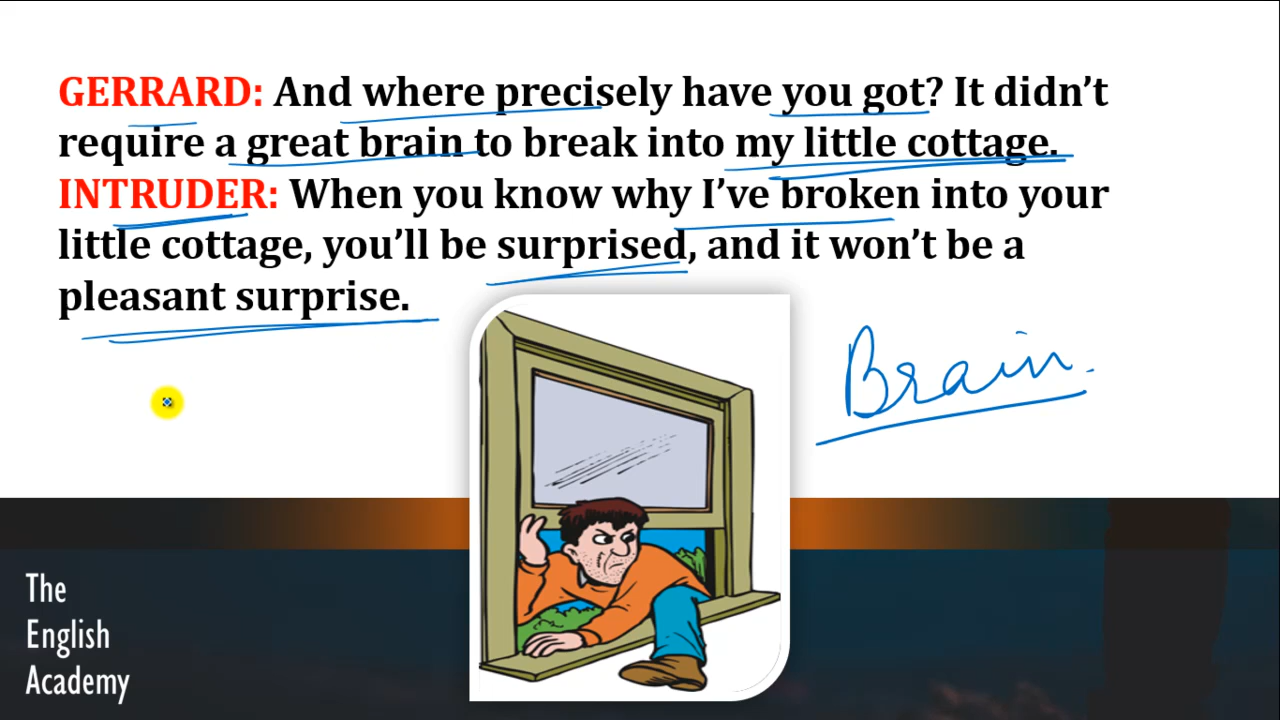 GERRARD: And where precisely have you got? It didn’t
require a great brain to break into my little cottage.
INTRUDER: When you know why I’ve broken into your
little cottage, you’ll be surprised, and it won’t be a
pleasant surprise.
Brain.
The
English
Academy